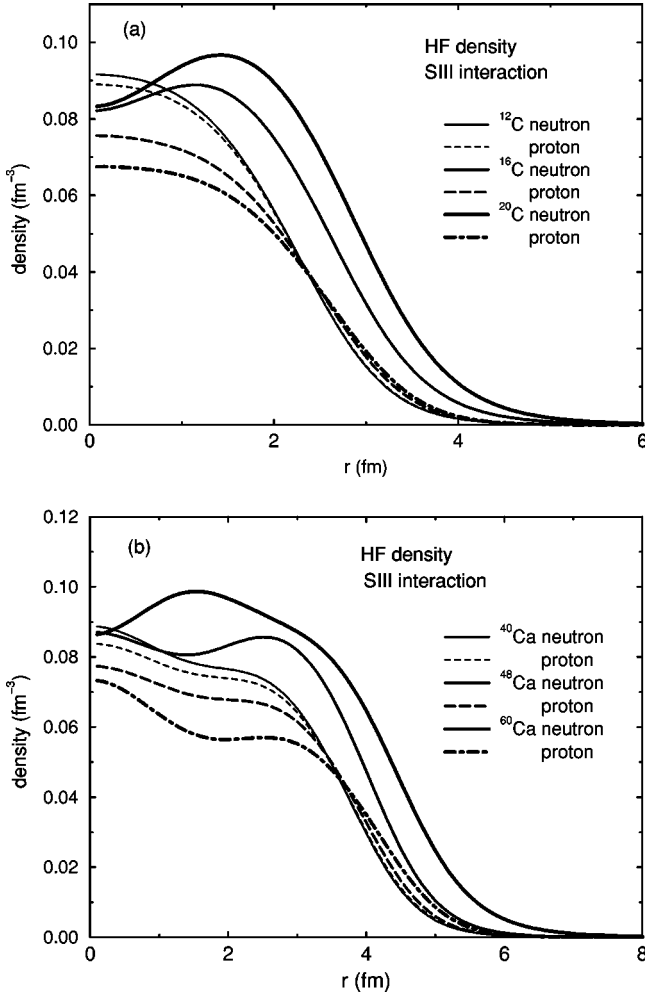 (a)
HF density
SIII interaction
¹²C neutron
proton
¹⁶C neutron
proton
²⁰C neutron
proton
density (fm⁻³)
0.10
0.08
0.06
0.04
0.02
0.00
0 2 4 6
r (fm)
(b)
HF density
SIII interaction
⁴⁰Ca neutron
proton
⁴⁸Ca neutron
proton
⁶⁰Ca neutron
proton
density (fm⁻³)
0.12
0.10
0.08
0.06
0.04
0.02
0.00
0 2 4 6 8
r (fm)